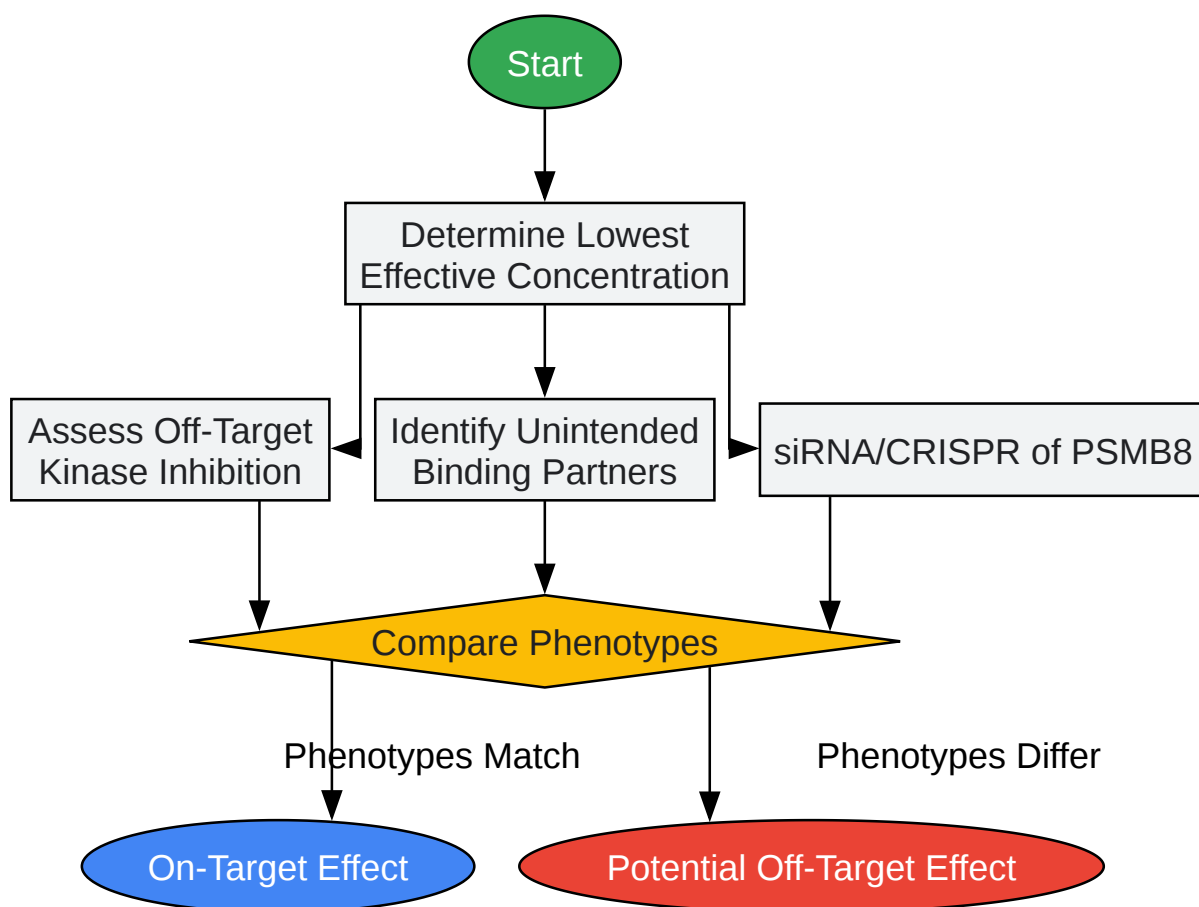 Start
Determine Lowest
Effective Concentration
Assess Off-Target
Kinase Inhibition
Identify Unintended
Binding Partners
siRNA/CRISPR of PSMB8
Compare Phenotypes
Phenotypes Match
Phenotypes Differ
On-Target Effect
Potential Off-Target Effect